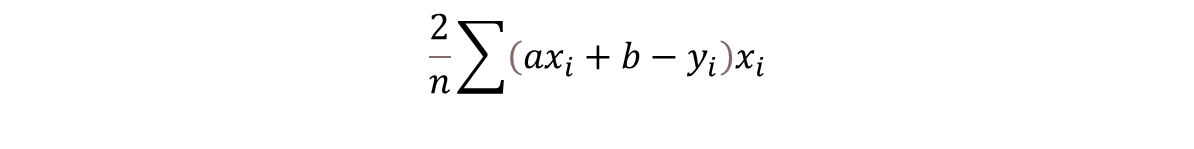 2/n ∑(axᵢ + b − yᵢ)xᵢ